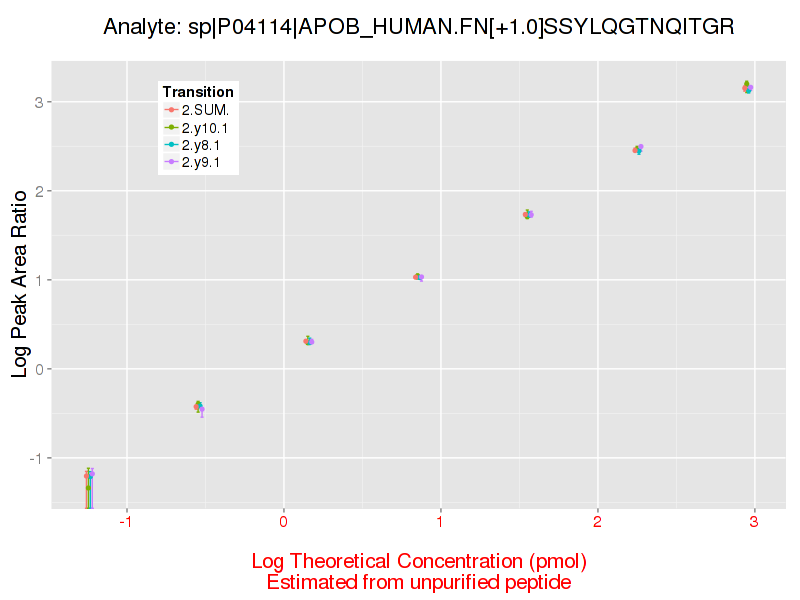 Analyte: sp|P04114|APOB_HUMAN.FN[+1.0]SSYLQGTNQITGR
Transition
2.SUM.
2.y10.1
2.y8.1
2.y9.1
Log Peak Area Ratio
3
2
1
0
-1
-1 0 1 2 3
Log Theoretical Concentration (pmol)
Estimated from unpurified peptide